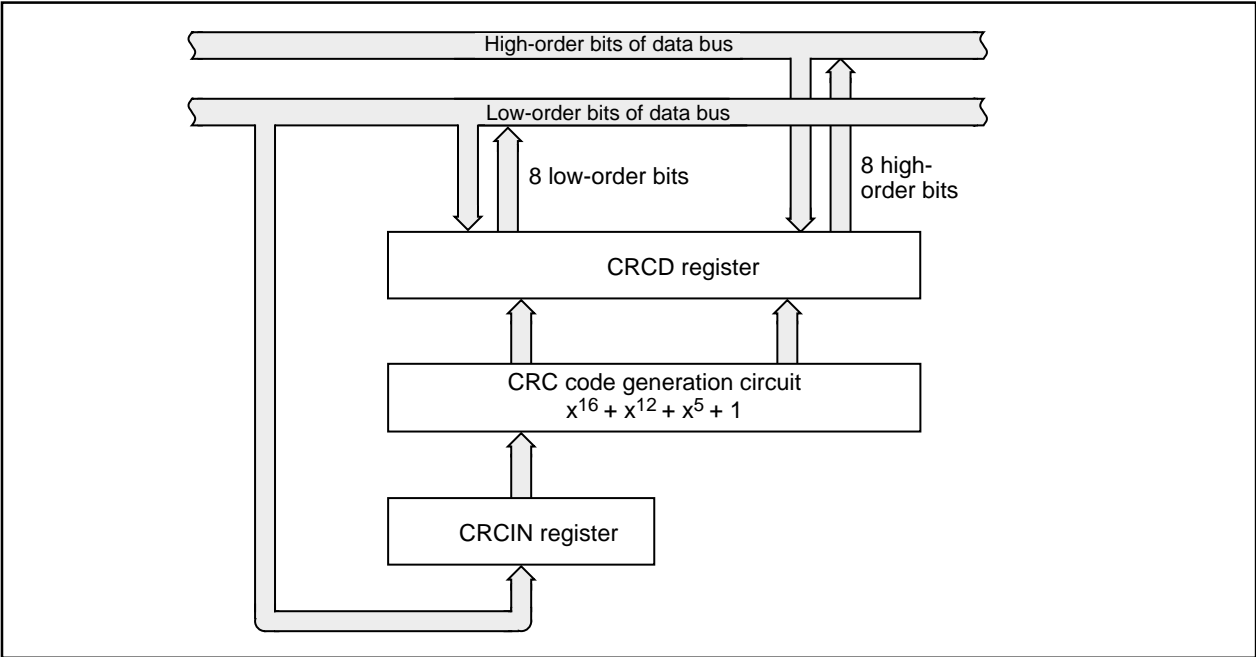 High-order bits of data bus
Low-order bits of data bus
8 low-order bits
8 high-
order bits
CRCD register
CRC code generation circuit
x¹⁶ + x¹² + x⁵ + 1
CRCIN register